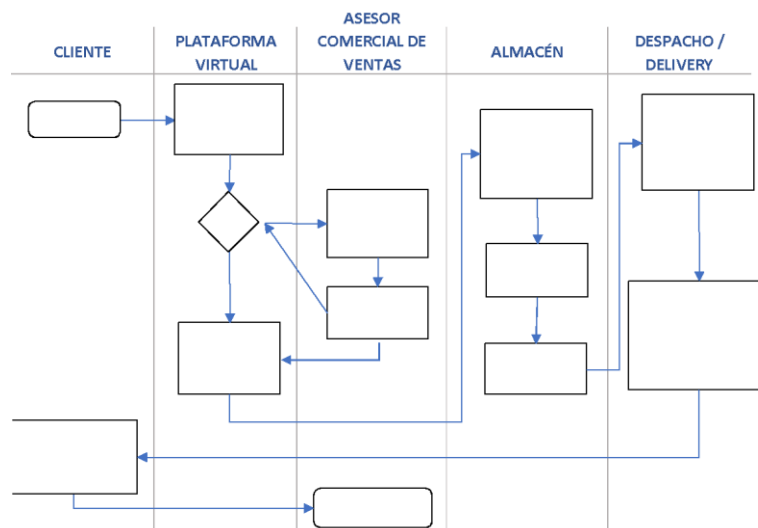 CLIENTE
PLATAFORMA
VIRTUAL
ASESOR
COMERCIAL DE
VENTAS
ALMACÉN
DESPACHO /
DELIVERY